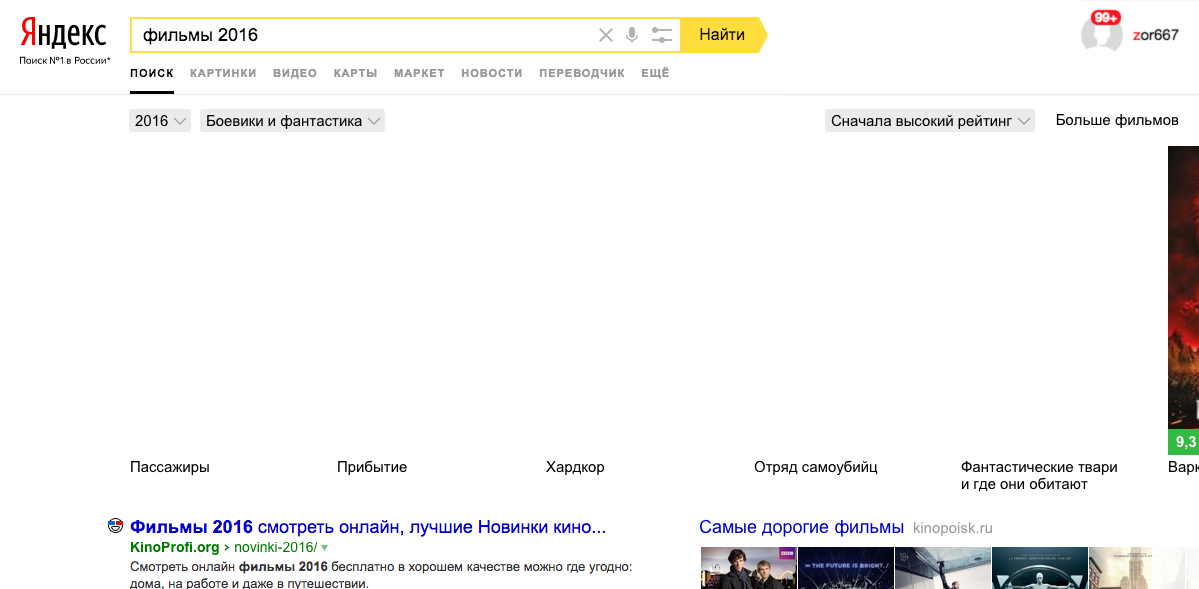 Яндекс
Поиск №1 в России*
фильмы 2016
Найти
99+
zor667
ПОИСК КАРТИНКИ ВИДЕО КАРТЫ МАРКЕТ НОВОСТИ ПЕРЕВОДЧИК ЕЩЁ
2016
Боевики и фантастика
Сначала высокий рейтинг
Больше фильмов
9,3
Пассажиры
Прибытие
Хардкор
Отряд самоубийц
Фантастические твари
и где они обитают
Фильмы 2016 смотреть онлайн, лучшие Новинки кино...
KinoProfi.org › novinki-2016/
Смотреть онлайн фильмы 2016 бесплатно в хорошем качестве можно где угодно:
дома, на работе и даже в путешествии.
Самые дорогие фильмы kinopoisk.ru
BBC
THE FUTURE IS BRIGHT.